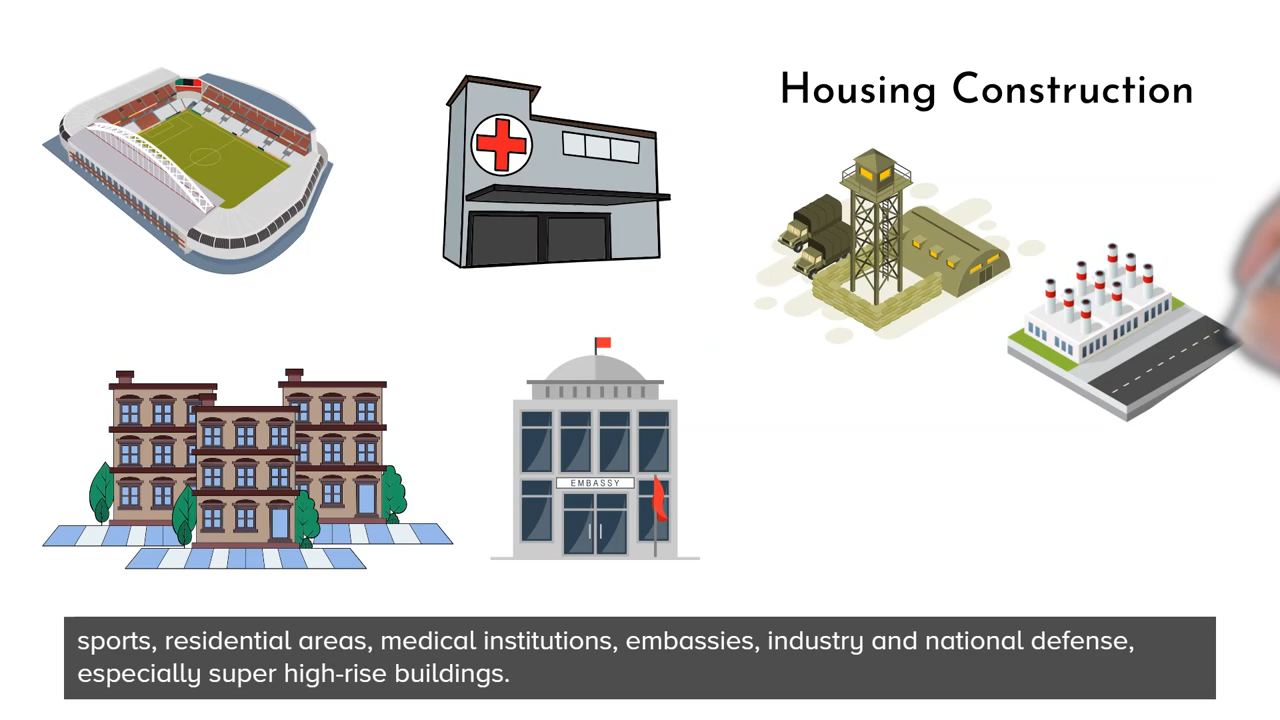 Housing Construction
EMBASSY
sports, residential areas, medical institutions, embassies, industry and national defense,
especially super high-rise buildings.